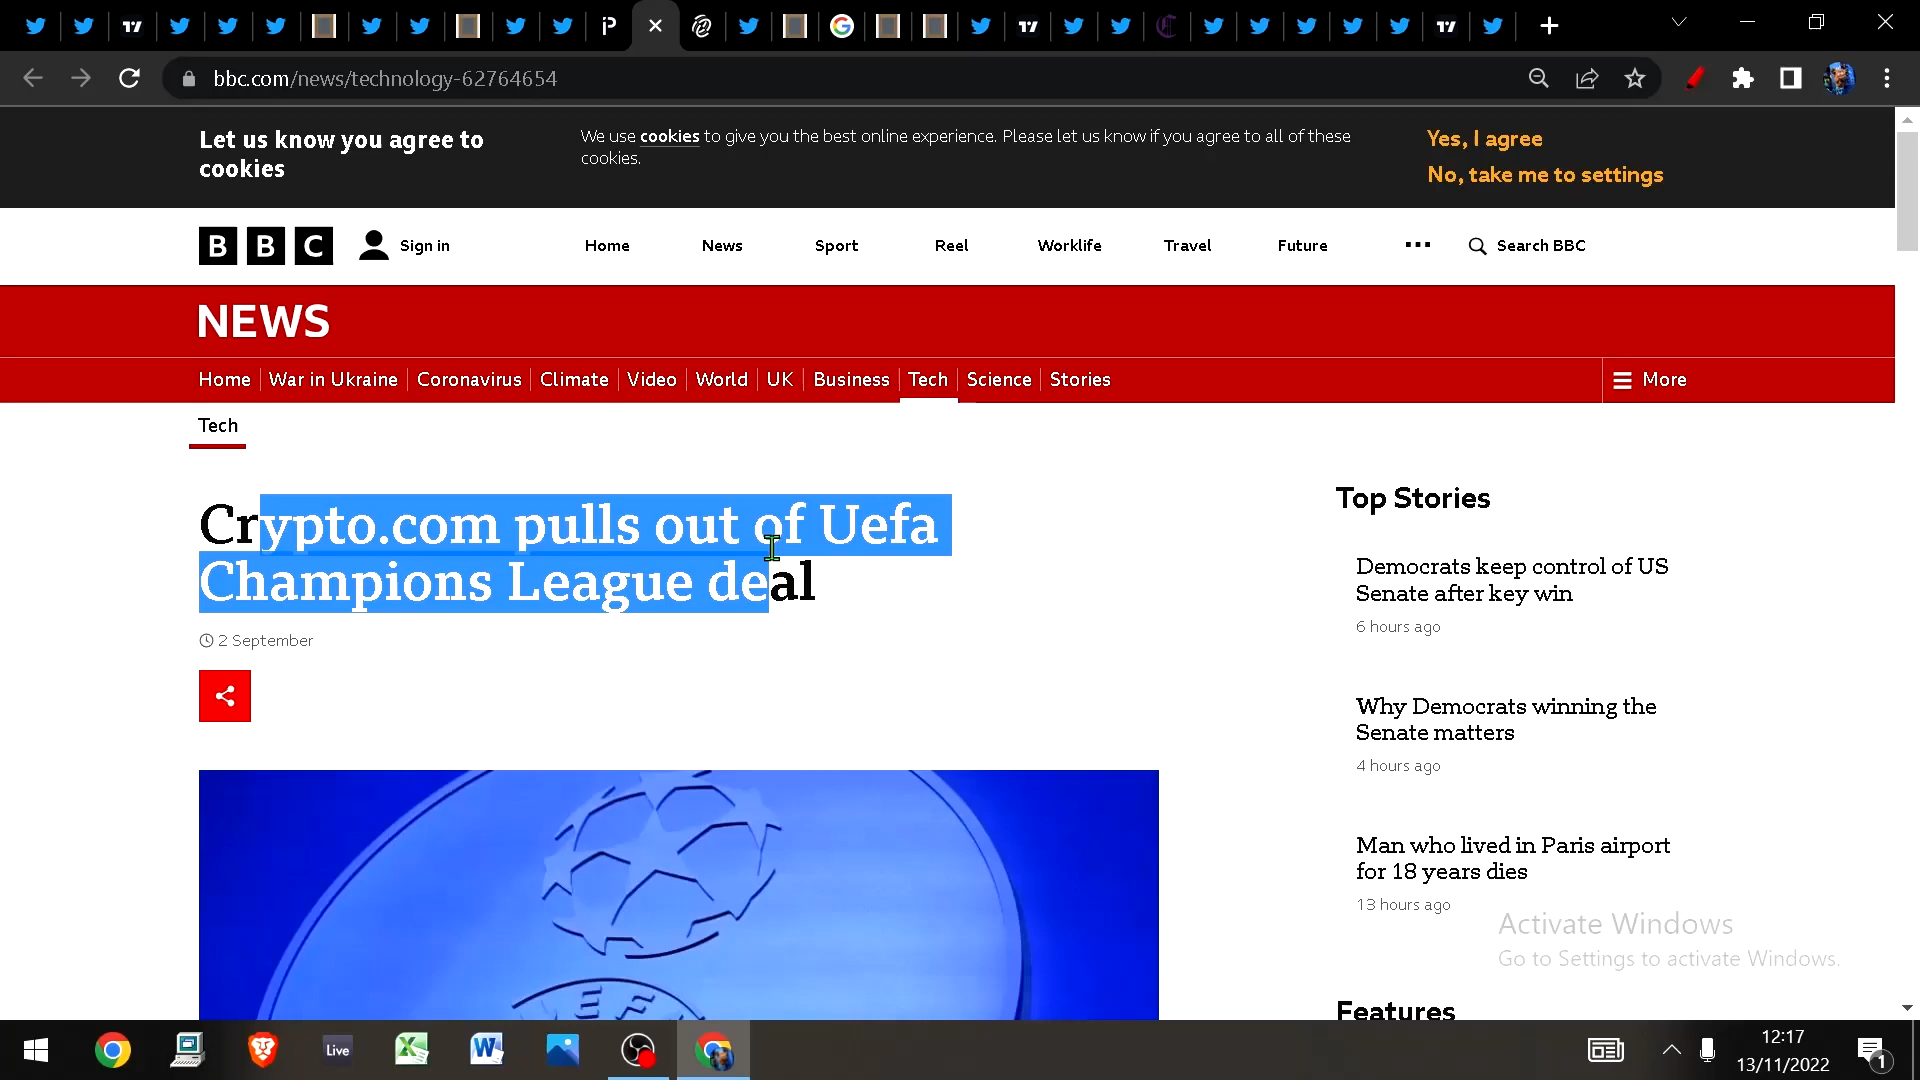 bbc.com/news/technology-62764654
Let us know you agree to
cookies
We use cookies to give you the best online experience. Please let us know if you agree to all of these
cookies.
Yes, I agree
No, take me to settings
BBC
Sign in
Home
News
Sport
Reel
Worklife
Travel
Future
Search BBC
NEWS
Home
War in Ukraine
Coronavirus
Climate
Video
World
UK
Business
Tech
Science
Stories
More
Tech
Crypto.com pulls out of Uefa
Champions League deal
2 September
Top Stories
Democrats keep control of US
Senate after key win
6 hours ago
Why Democrats winning the
Senate matters
4 hours ago
Man who lived in Paris airport
for 18 years dies
13 hours ago
Activate Windows
Go to Settings to activate Windows.
Features
UEFA
Live
12:17
13/11/2022
1